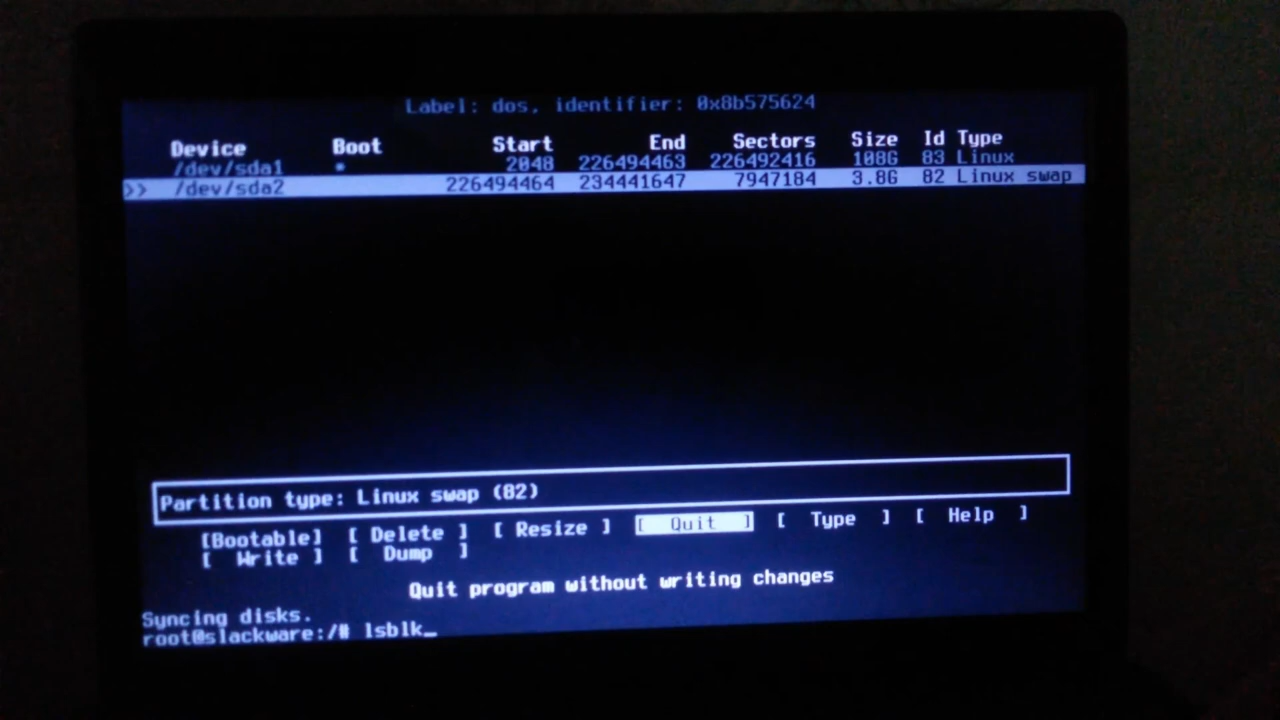 Label: dos, identifier: 0x8b575624
Device Boot Start End Sectors Size Id Type
/dev/sda1 * 2048 226494463 226492416 108G 83 Linux
>> /dev/sda2 226494464 234441647 7947184 3.8G 82 Linux swap
Partition type: Linux swap (82)
[Bootable] [ Delete ] [ Resize ] [ Quit ] [ Type ] [ Help ]
[ Write ] [ Dump ]
Quit program without writing changes
Syncing disks.
root@slackware:/# lsblk_